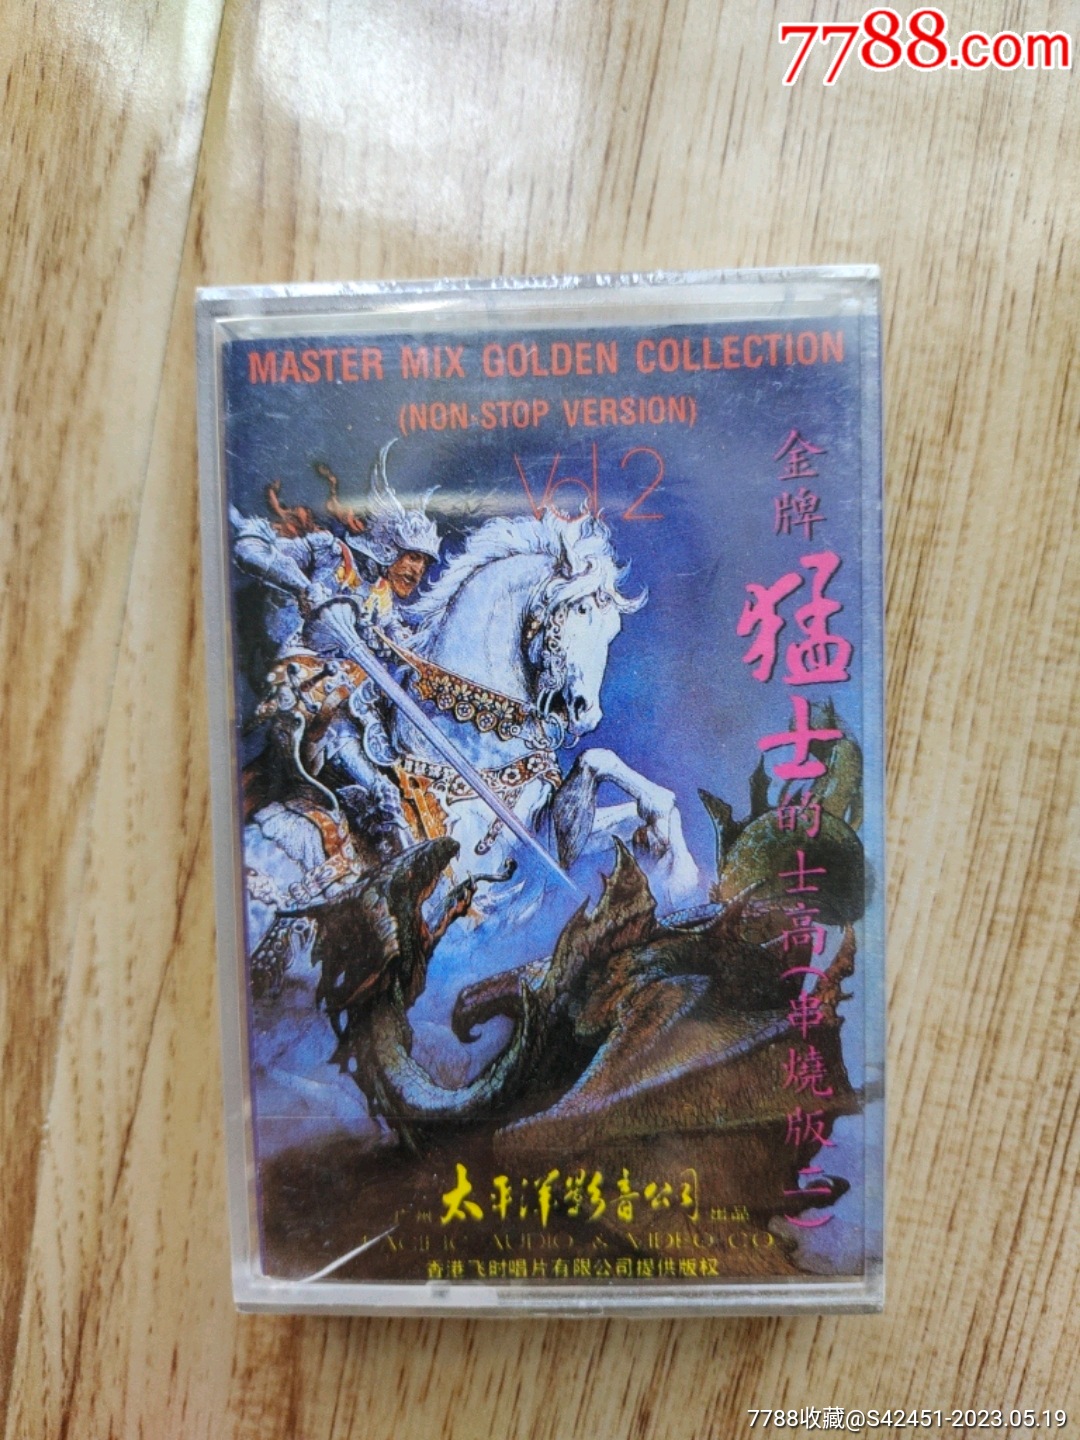 7788.com
MASTER MIX GOLDEN COLLECTION
(NON-STOP VERSION)
Vol 2
金牌猛士的士高(串燒版二)
广州太平洋影音公司出品
PACIFIC AUDIO & VIDEO CO
香港飞时唱片有限公司提供版权
7788收藏@S42451-2023.05.19